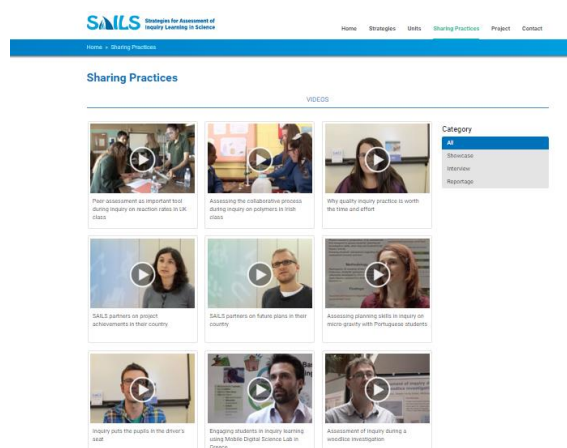 SAILS Strategies for Assessment of
Inquiry Learning in Science
Home Strategies Units Sharing Practices Project Contact
Home » Sharing Practices
Sharing Practices
VIDEOS
Peer assessment as important tool
during inquiry on reaction rates in UK
class
Assessing the collaborative process
during inquiry on polymers in Irish
class
Why quality inquiry practice is worth
the time and effort
Category
All
Showcase
Interview
Reportage
SAILS partners on project
achievements in their country
SAILS partners on future plans in their
country
Assessing planning skills in inquiry on
micro gravity with Portuguese students
Inquiry puts the pupils in the driver's
seat
Engaging students in inquiry learning
using Mobile Digital Science Lab in
Greece
Assessment of inquiry during a
woodlice investigation